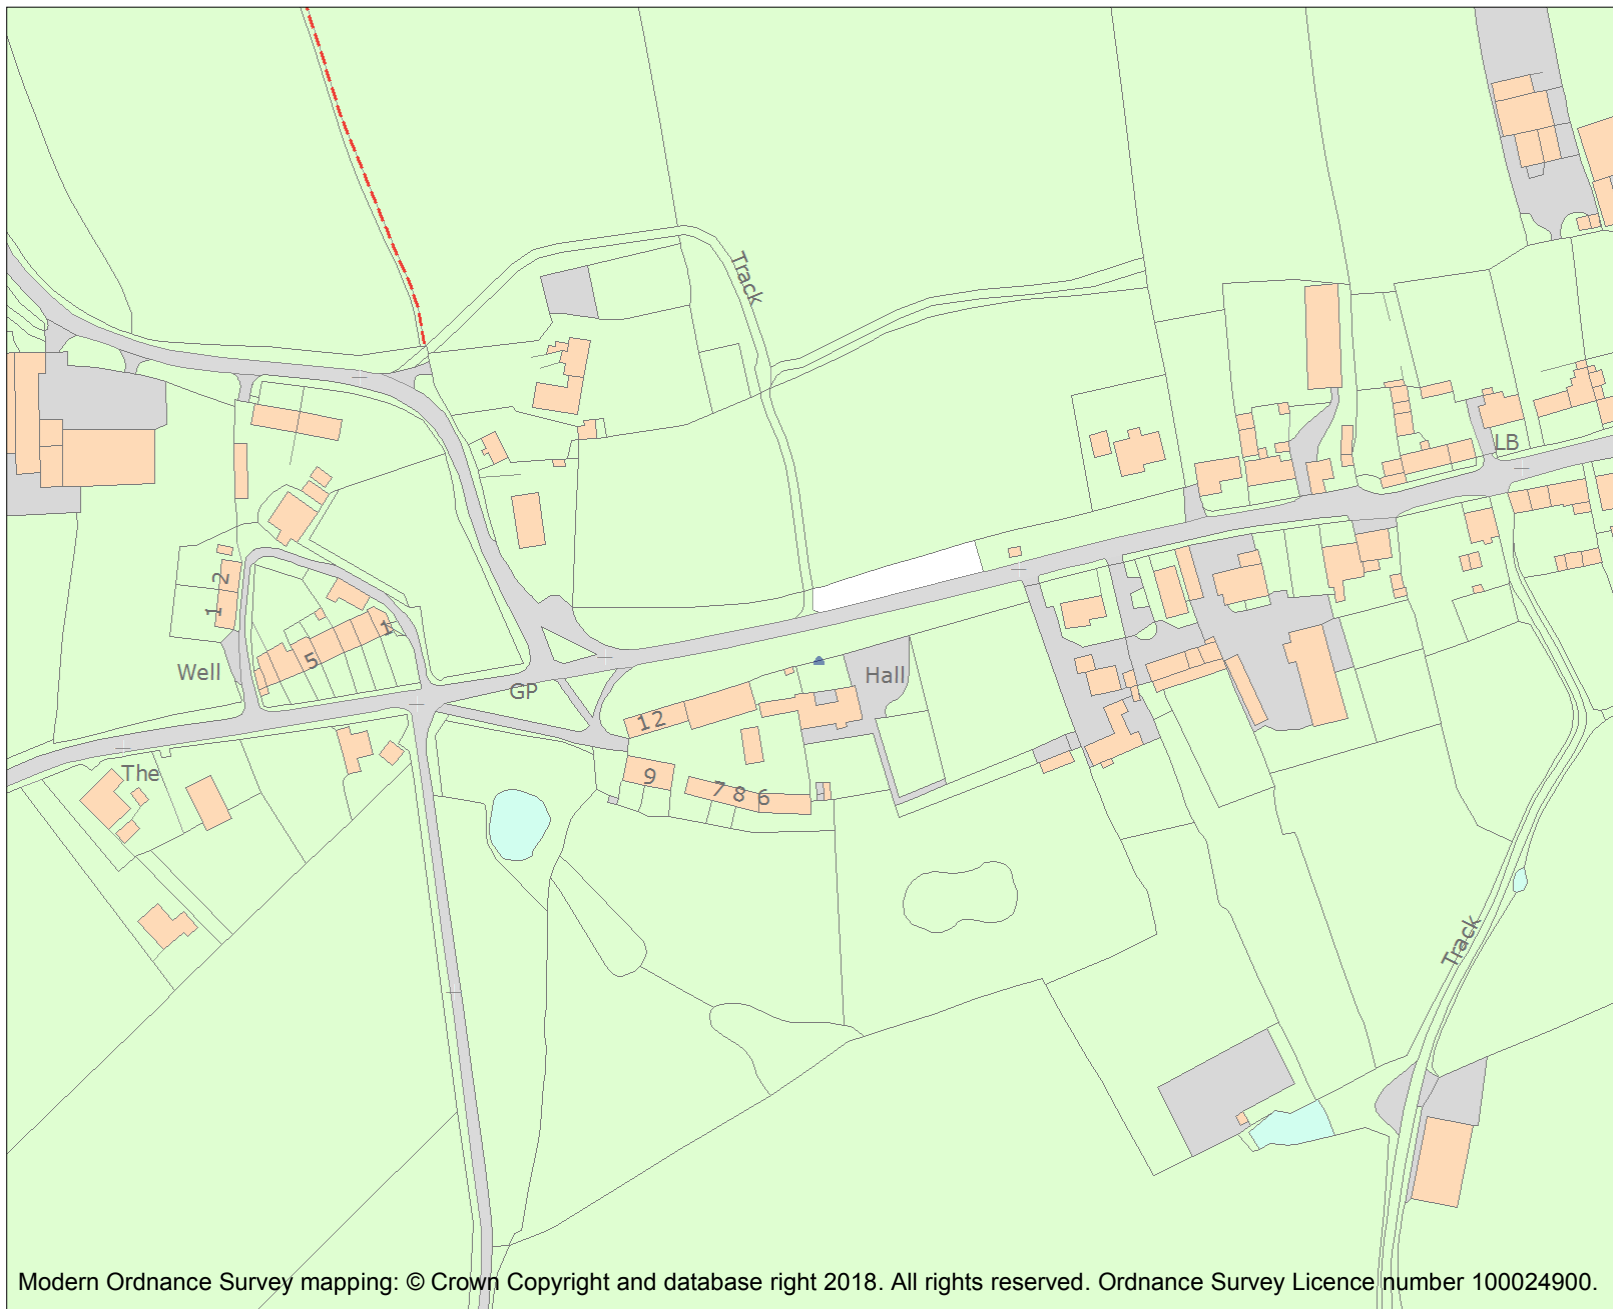 Track
LB
2
1
1
5
Well
GP
Hall
12
The
9
7 8 6
Track
Modern Ordnance Survey mapping: © Crown Copyright and database right 2018. All rights reserved. Ordnance Survey Licence number 100024900.